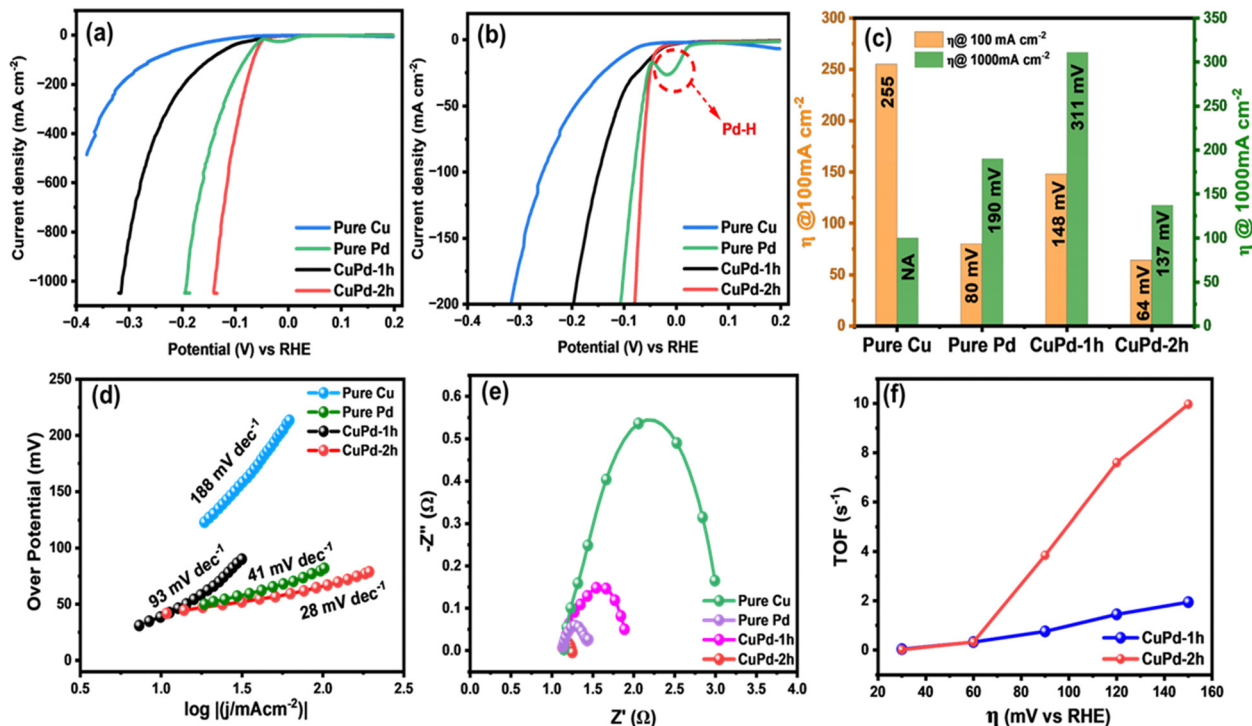 (a)
Current density (mA cm-2)
0
−200
−400
−600
−800
−1000
Pure Cu
Pure Pd
CuPd-1h
CuPd-2h
−0.4 −0.3 −0.2 −0.1 0.0 0.1 0.2
Potential (V) vs RHE
(b)
Current density (mA cm-2)
0
−50
−100
−150
−200
Pd-H
Pure Cu
Pure Pd
CuPd-1h
CuPd-2h
−0.4 −0.3 −0.2 −0.1 0.0 0.1 0.2
Potential (V) vs RHE
(c)
η @100mA cm-2
300
250
200
150
100
50
0
η@ 100 mA cm-2
η@ 1000mA cm-2
255
NA
80 mV
190 mV
148 mV
311 mV
64 mV
137 mV
Pure Cu Pure Pd CuPd-1h CuPd-2h
350
300
250
200
150
100
50
0
η @ 1000mA cm-2
(d)
Over Potential (mV)
250
200
150
100
50
0
Pure Cu
Pure Pd
CuPd-1h
CuPd-2h
188 mV dec-1
93 mV dec-1
41 mV dec-1
28 mV dec-1
0.5 1.0 1.5 2.0 2.5
log |(j/mAcm-2)|
(e)
-Z'' (Ω)
0.6
0.5
0.4
0.3
0.2
0.1
0.0
Pure Cu
Pure Pd
CuPd-1h
CuPd-2h
0.0 0.5 1.0 1.5 2.0 2.5 3.0 3.5 4.0
Z' (Ω)
(f)
TOF (s-1)
10
8
6
4
2
0
CuPd-1h
CuPd-2h
20 40 60 80 100 120 140 160
η (mV vs RHE)